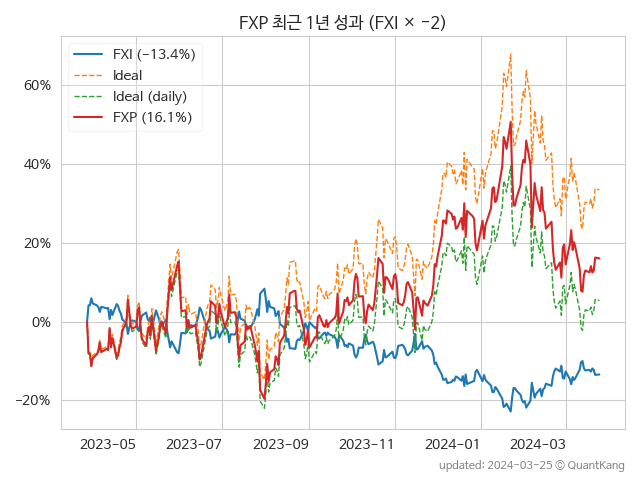 FXP 최근 1년 성과 (FXI × −2)
FXI (−13.4%)
Ideal
Ideal (daily)
FXP (16.1%)
60%
40%
20%
0%
−20%
2023-05 2023-07 2023-09 2023-11 2024-01 2024-03
updated: 2024-03-25 ⓒ QuantKang